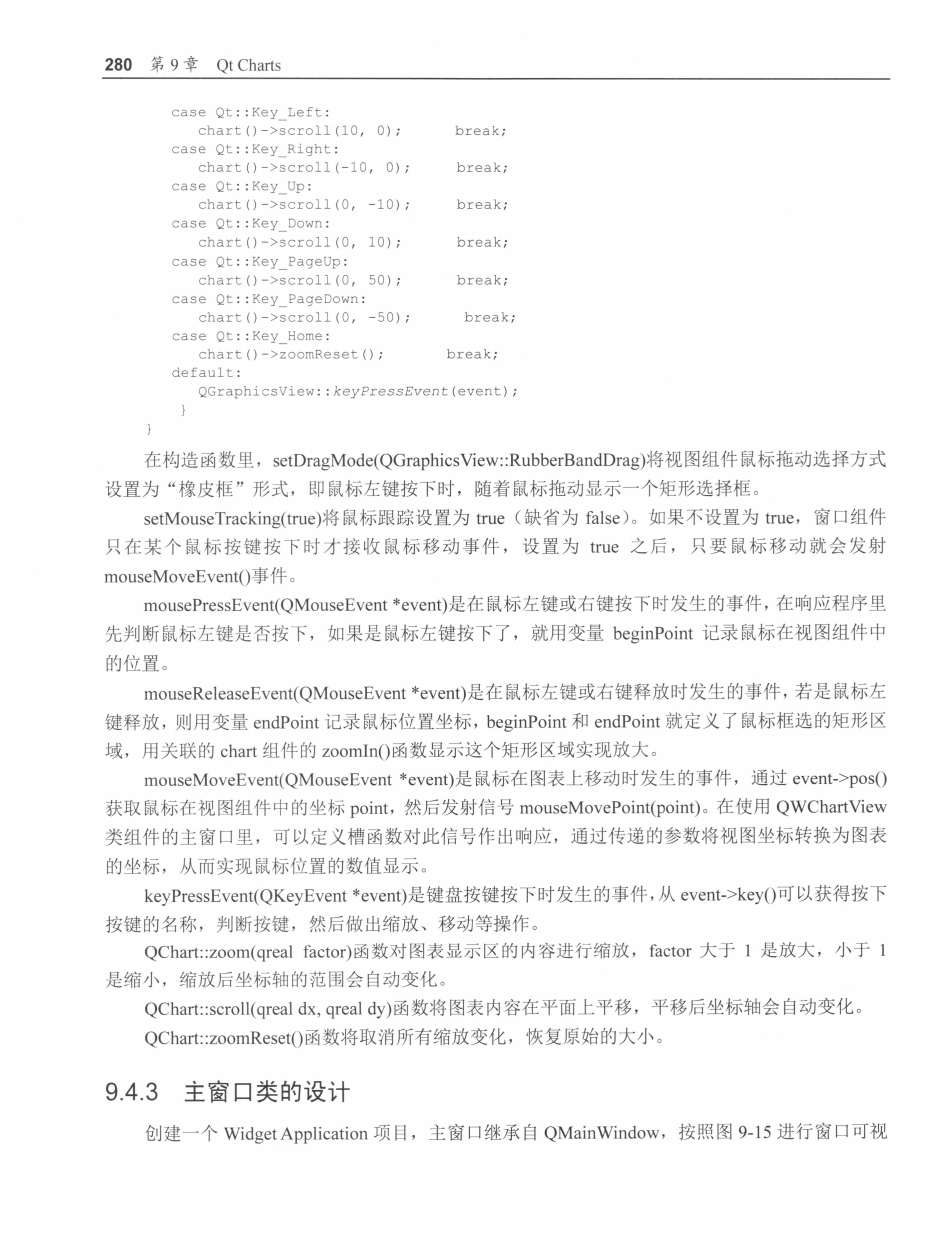 280 第 9 章 Qt Charts
case Qt::Key_Left:
chart()->scroll(10, 0); break;
case Qt::Key_Right:
chart()->scroll(-10, 0); break;
case Qt::Key_Up:
chart()->scroll(0, -10); break;
case Qt::Key_Down:
chart()->scroll(0, 10); break;
case Qt::Key_PageUp:
chart()->scroll(0, 50); break;
case Qt::Key_PageDown:
chart()->scroll(0, -50); break;
case Qt::Key_Home:
chart()->zoomReset(); break;
default:
QGraphicsView::keyPressEvent(event);
}
}
在构造函数里，setDragMode(QGraphicsView::RubberBandDrag)将视图组件鼠标拖动选择方式
设置为“橡皮框”形式，即鼠标左键按下时，随着鼠标拖动显示一个矩形选择框。
setMouseTracking(true)将鼠标跟踪设置为 true（缺省为 false）。如果不设置为 true，窗口组件
只在某个鼠标按键按下时才接收鼠标移动事件，设置为 true 之后，只要鼠标移动就会发射
mouseMoveEvent()事件。
mousePressEvent(QMouseEvent *event)是在鼠标左键或右键按下时发生的事件，在响应程序里
先判断鼠标左键是否按下，如果是鼠标左键按下了，就用变量 beginPoint 记录鼠标在视图组件中
的位置。
mouseReleaseEvent(QMouseEvent *event)是在鼠标左键或右键释放时发生的事件，若是鼠标左
键释放，则用变量 endPoint 记录鼠标位置坐标，beginPoint 和 endPoint 就定义了鼠标框选的矩形区
域，用关联的 chart 组件的 zoomIn()函数显示这个矩形区域实现放大。
mouseMoveEvent(QMouseEvent *event)是鼠标在图表上移动时发生的事件，通过 event->pos()
获取鼠标在视图组件中的坐标 point，然后发射信号 mouseMovePoint(point)。在使用 QWChartView
类组件的主窗口里，可以定义槽函数对此信号作出响应，通过传递的参数将视图坐标转换为图表
的坐标，从而实现鼠标位置的数值显示。
keyPressEvent(QKeyEvent *event)是键盘按键按下时发生的事件，从 event->key()可以获得按下
按键的名称，判断按键，然后做出缩放、移动等操作。
QChart::zoom(qreal factor)函数对图表显示区的内容进行缩放，factor 大于 1 是放大，小于 1
是缩小，缩放后坐标轴的范围会自动变化。
QChart::scroll(qreal dx, qreal dy)函数将图表内容在平面上平移，平移后坐标轴会自动变化。
QChart::zoomReset()函数将取消所有缩放变化，恢复原始的大小。
9.4.3 主窗口类的设计
创建一个 Widget Application 项目，主窗口继承自 QMainWindow，按照图 9-15 进行窗口可视